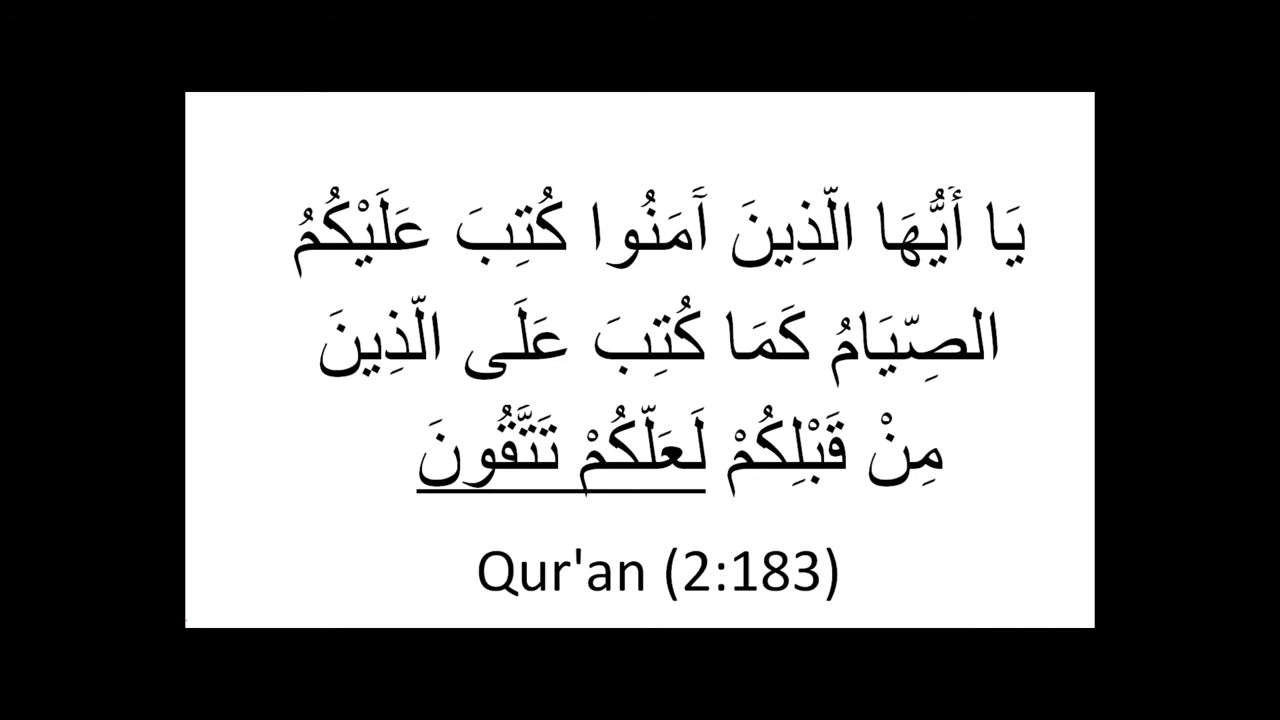 يَا أَيُّهَا الّذِينَ آَمَنُوا كُتِبَ عَلَيْكُمُ
الصِّيَامُ كَمَا كُتِبَ عَلَى الّذِينَ
مِنْ قَبْلِكُمْ لَعَلّكُمْ تَتَّقُونَ
Qur'an (2:183)